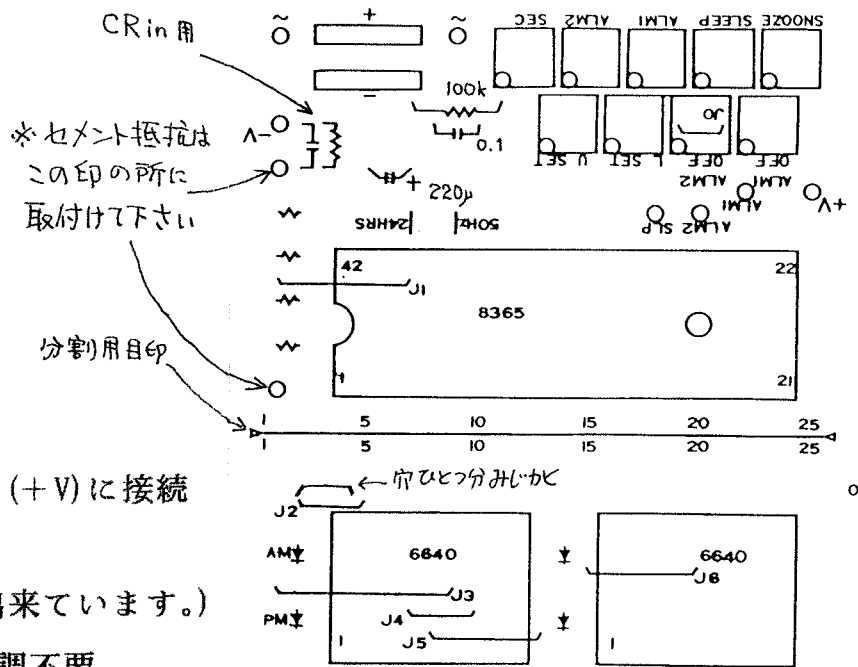 CRin用
~ + ~
SEC ALM2 ALM1 SLEEP SNOOZE
−
100k
0.1
V−
※セメント抵抗は
この印の所に
取付けて下さい
+
220μ
U SET L SET ALM2 OFF ALM1 OFF
J0
ALM1
V+
ALM2 SLP
24HRS 50Hz
42 22
J1
8365
1 21
分割用目印
1 5 10 15 20 25
1 5 10 15 20 25
(+V)に接続
穴ひとつ分みじかく
J2
AM 6640 6640
J6
J3
来ています。)
PM J4
J5
1 1
調不要